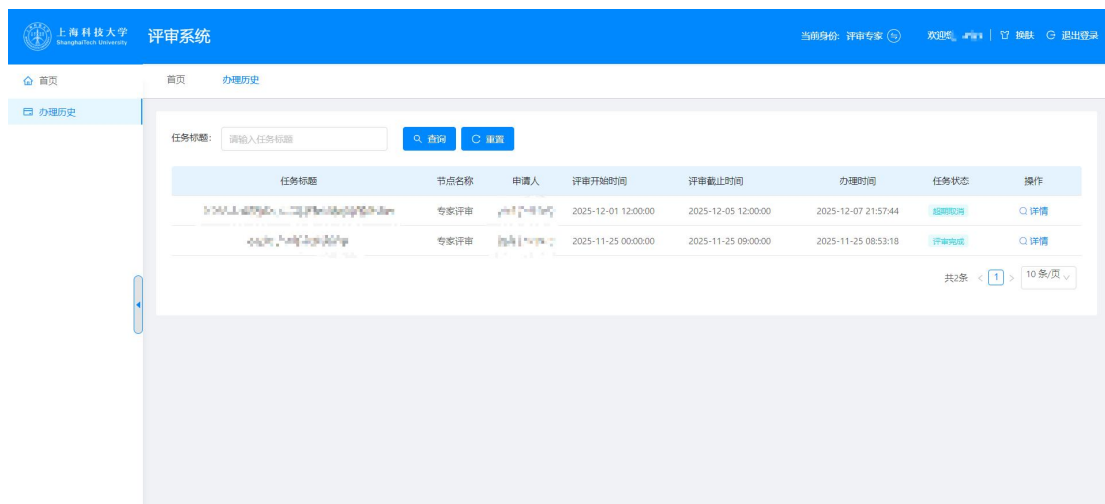 上海科技大学
ShanghaiTech University
评审系统
当前身份: 评审专家
欢迎您,
换肤
退出登录
首页
办理历史
首页
办理历史
任务标题:
请输入任务标题
查询
重置
任务标题 节点名称 申请人 评审开始时间 评审截止时间 办理时间 任务状态 操作
专家评审 2025-12-01 12:00:00 2025-12-05 12:00:00 2025-12-07 21:57:44 超期取消 详情
专家评审 2025-11-25 00:00:00 2025-11-25 09:00:00 2025-11-25 08:53:18 评审完成 详情
共2条 < 1 > 10 条/页